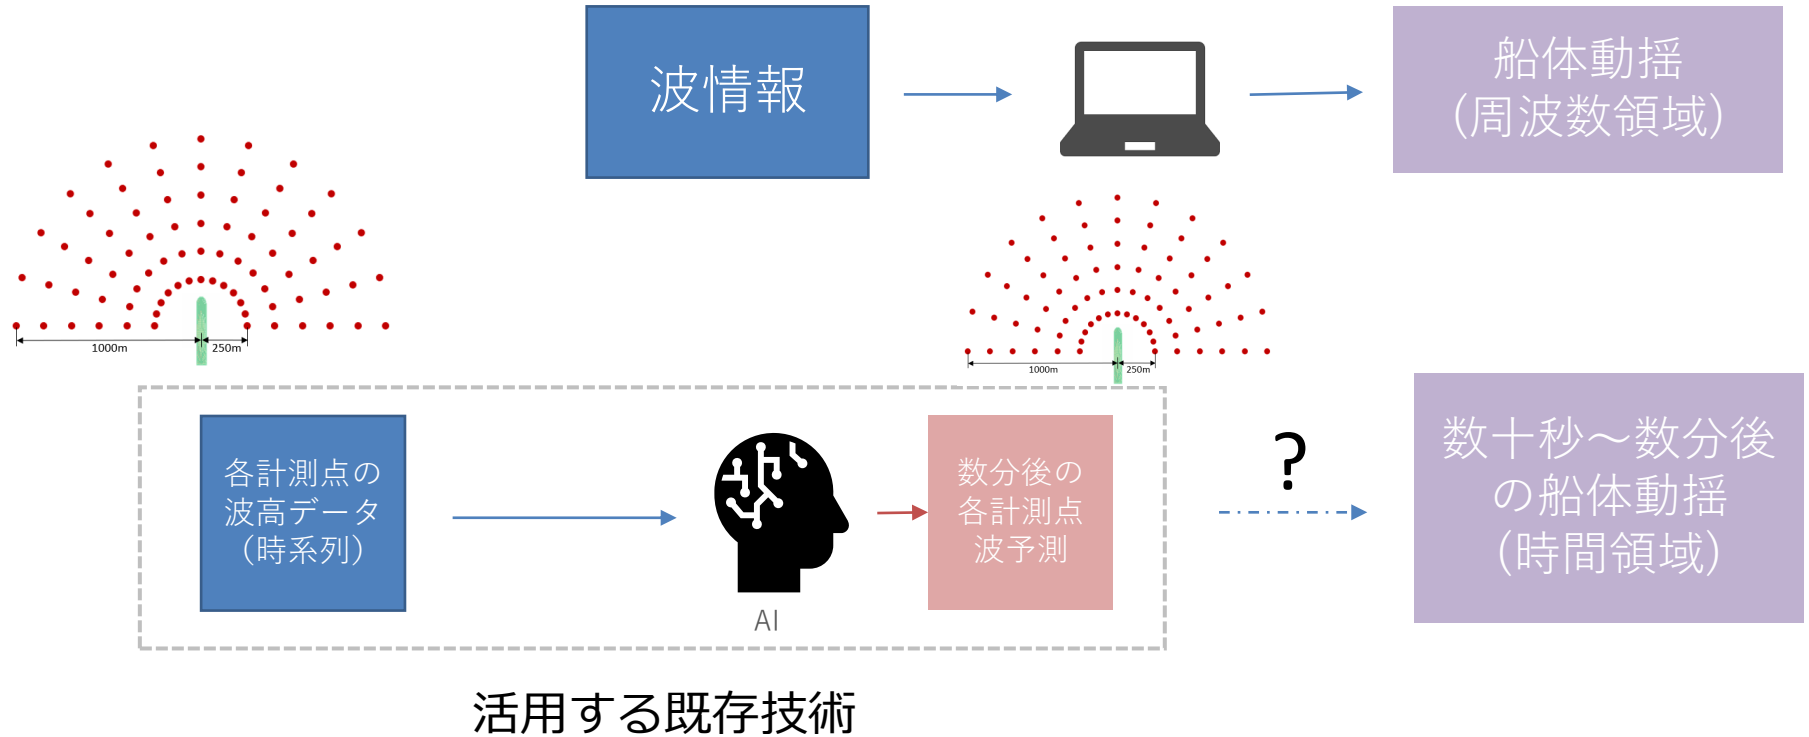 波情報
船体動揺
（周波数領域）
1000m
250m
1000m
250m
各計測点の
波高データ
（時系列）
AI
数分後の
各計測点
波予測
?
数十秒～数分後
の船体動揺
（時間領域）
活用する既存技術